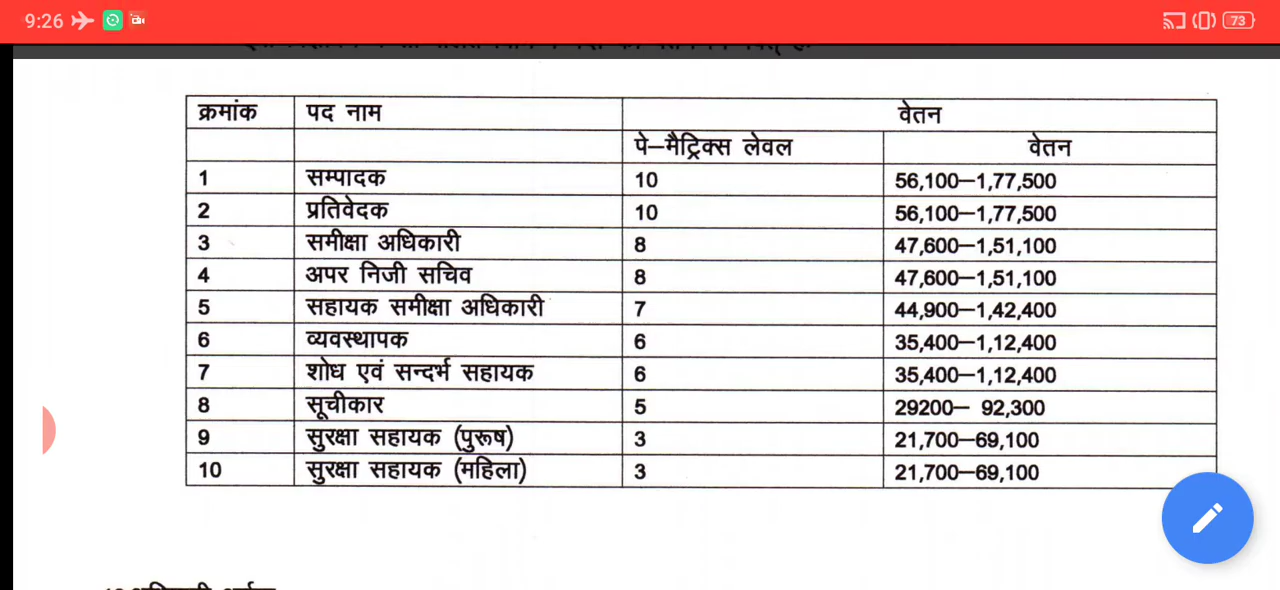 9:26
73
क्रमांक पद नाम वेतन
पे–मैट्रिक्स लेवल वेतन
1 सम्पादक 10 56,100–1,77,500
2 प्रतिवेदक 10 56,100–1,77,500
3 समीक्षा अधिकारी 8 47,600–1,51,100
4 अपर निजी सचिव 8 47,600–1,51,100
5 सहायक समीक्षा अधिकारी 7 44,900–1,42,400
6 व्यवस्थापक 6 35,400–1,12,400
7 शोध एवं सन्दर्भ सहायक 6 35,400–1,12,400
8 सूचीकार 5 29200– 92,300
9 सुरक्षा सहायक (पुरूष) 3 21,700–69,100
10 सुरक्षा सहायक (महिला) 3 21,700–69,100